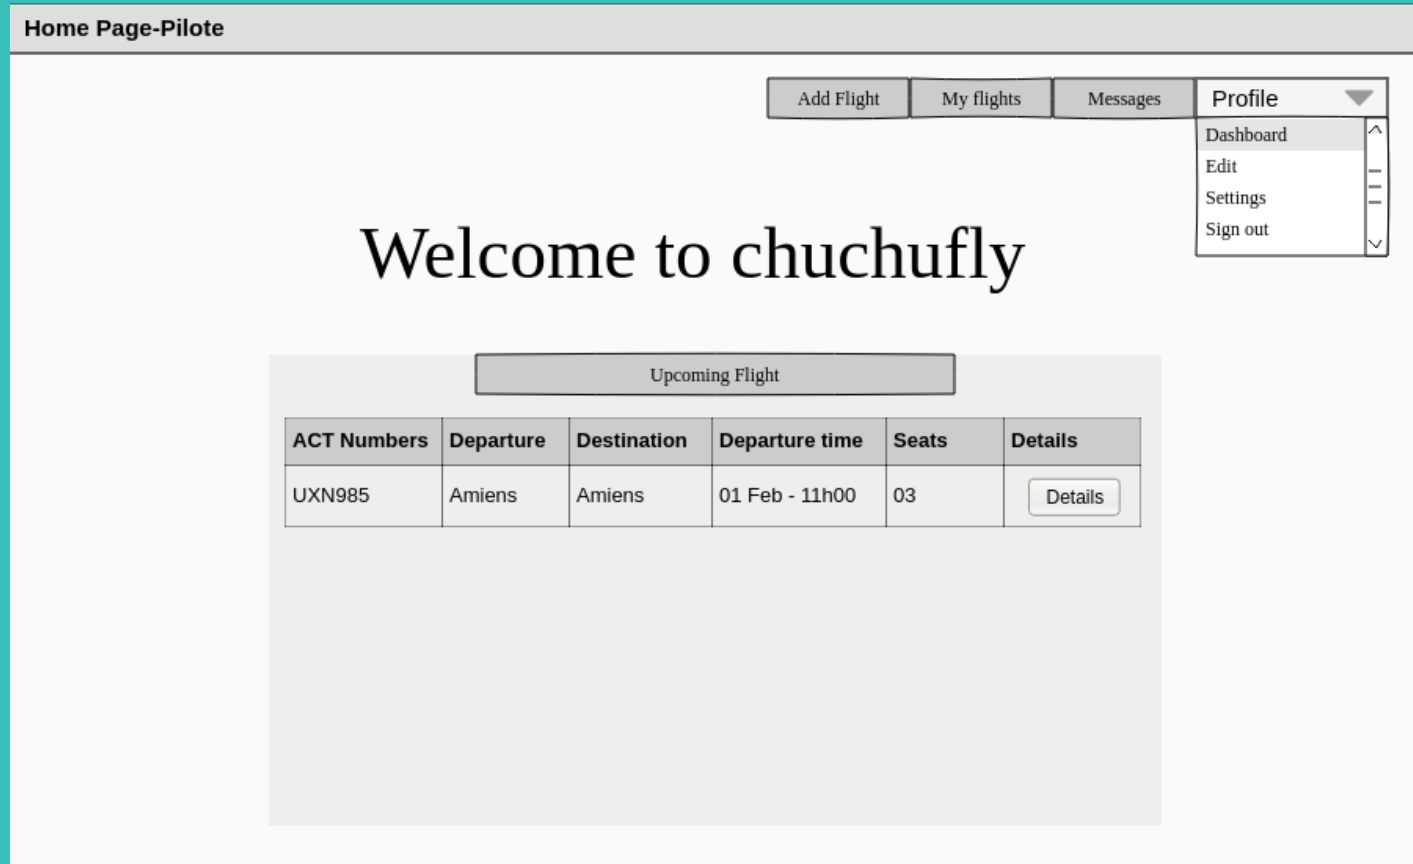 Home Page-Pilote
Add Flight My flights Messages Profile
Dashboard
Edit
Settings
Sign out
Welcome to chuchufly
Upcoming Flight
ACT Numbers Departure Destination Departure time Seats Details
UXN985 Amiens Amiens 01 Feb - 11h00 03 Details